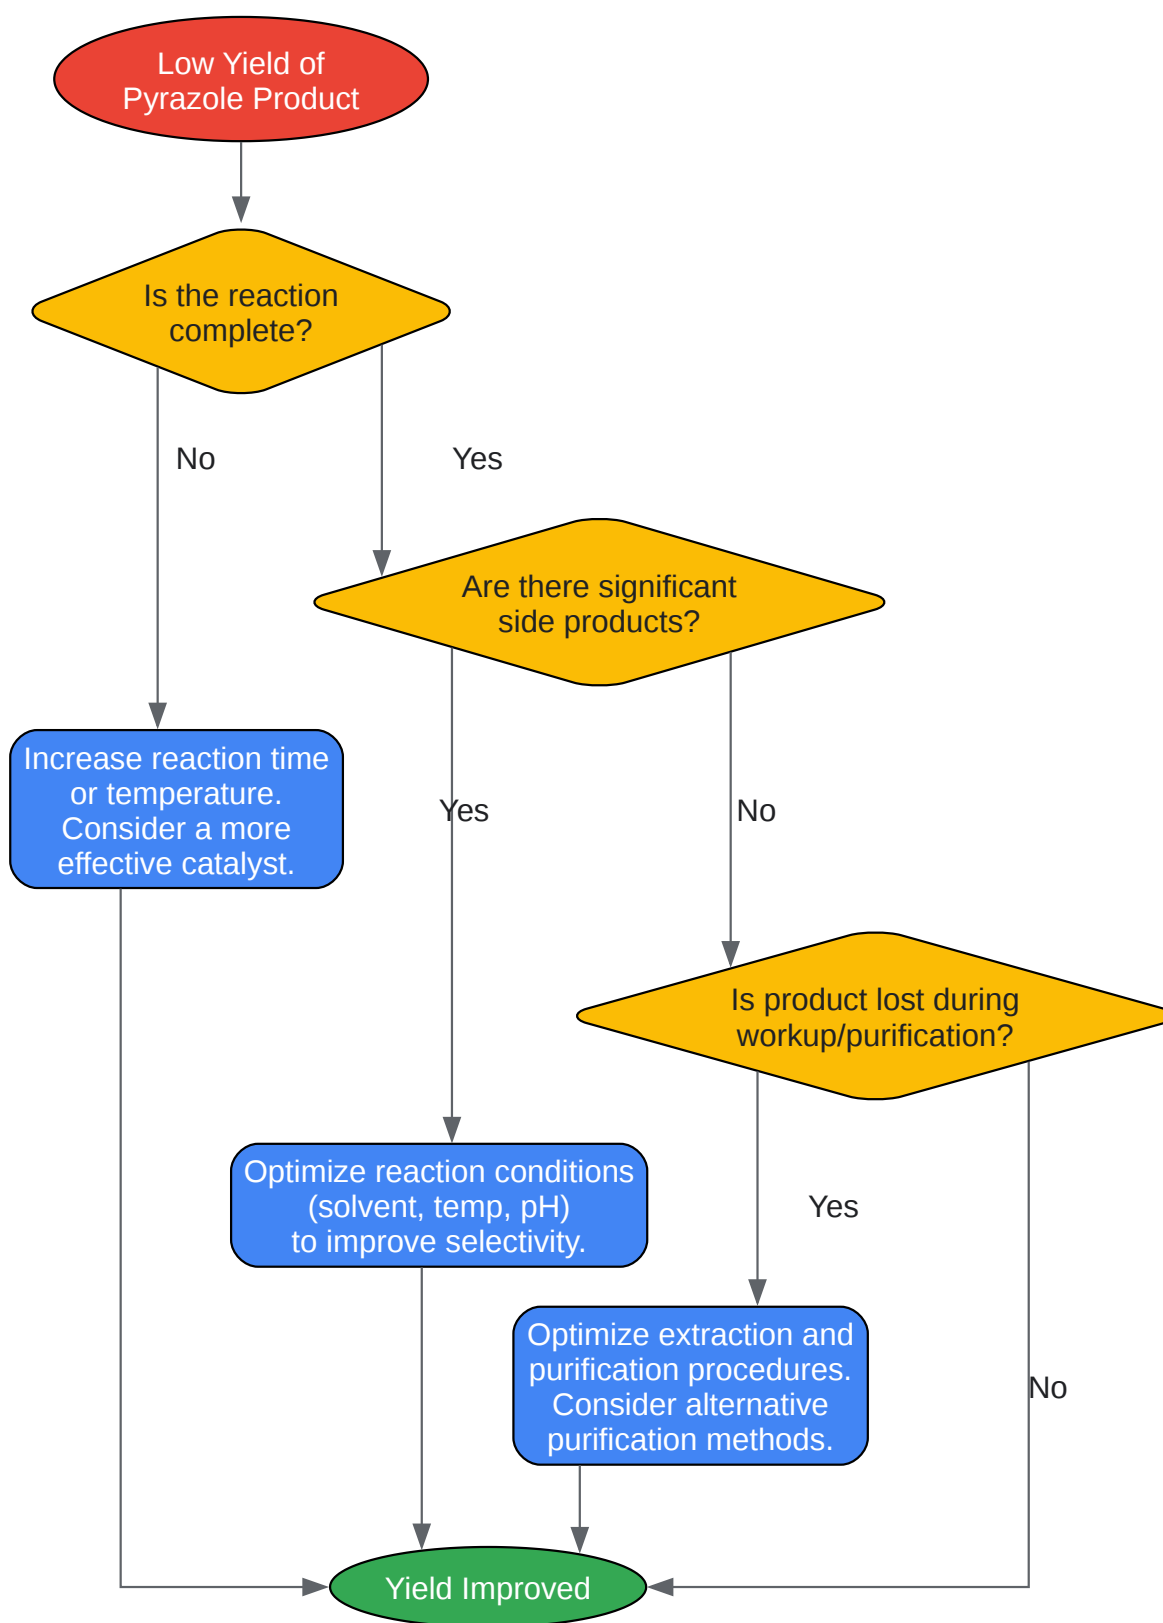 Low Yield of
Pyrazole Product
Is the reaction
complete?
No
Yes
Are there significant
side products?
Increase reaction time
or temperature.
Consider a more
effective catalyst.
Yes
No
Is product lost during
workup/purification?
Optimize reaction conditions
(solvent, temp, pH)
to improve selectivity.
Yes
Optimize extraction and
purification procedures.
Consider alternative
purification methods.
No
Yield Improved